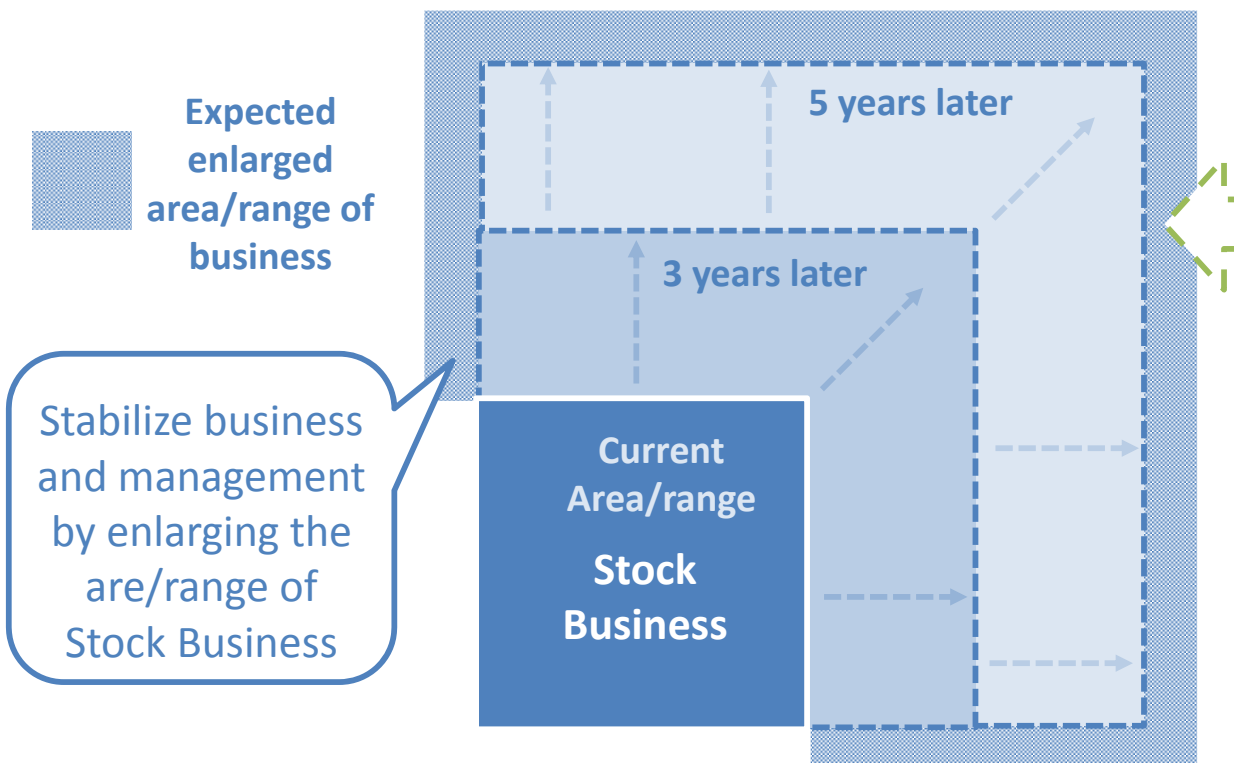 Expected
enlarged
area/range of
business
5 years later
3 years later
Stabilize business
and management
by enlarging the
are/range of
Stock Business
Current
Area/range
Stock
Business